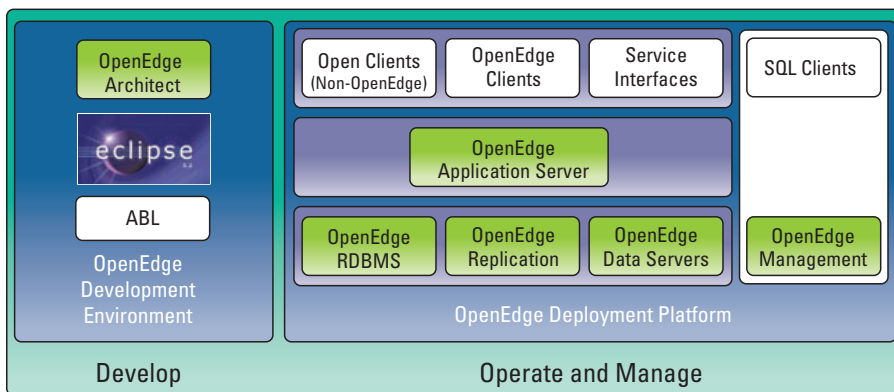 OpenEdge
Architect
eclipse
ABL
OpenEdge
Development
Environment
Develop
Open Clients
(Non-OpenEdge)
OpenEdge
Clients
Service
Interfaces
SQL Clients
OpenEdge
Application Server
OpenEdge
RDBMS
OpenEdge
Replication
OpenEdge
Data Servers
OpenEdge
Management
OpenEdge Deployment Platform
Operate and Manage